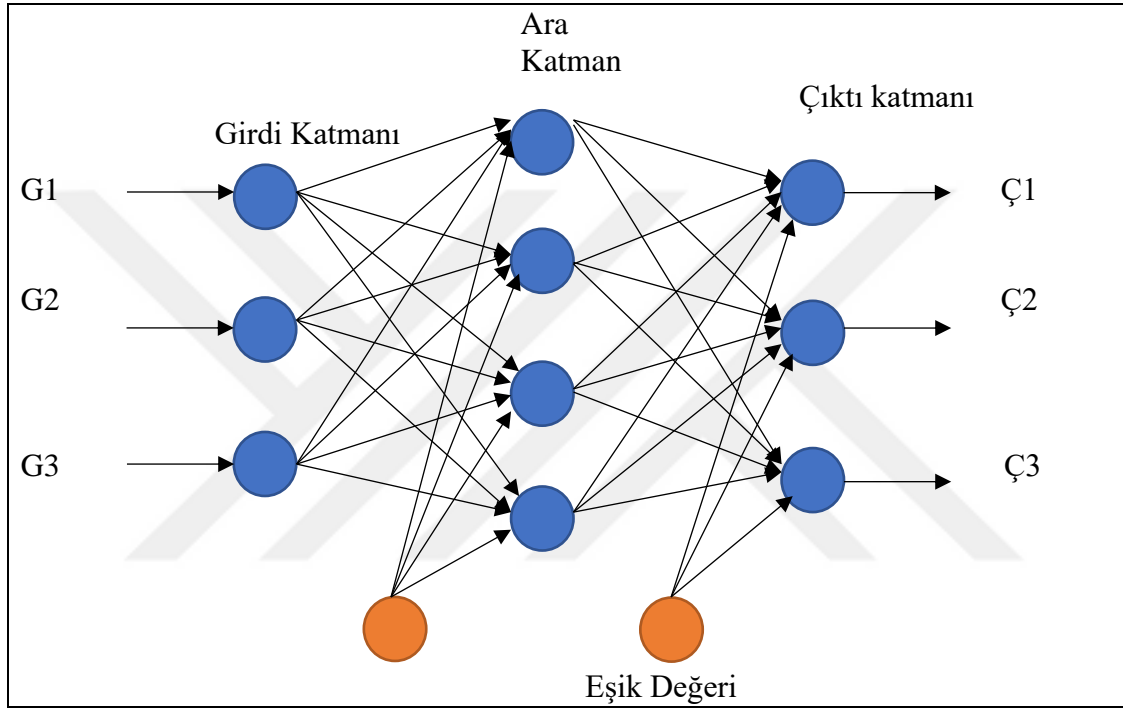 Ara
Katman
Girdi Katmanı
Çıktı katmanı
G1
Ç1
G2
Ç2
G3
Ç3
Eşik Değeri